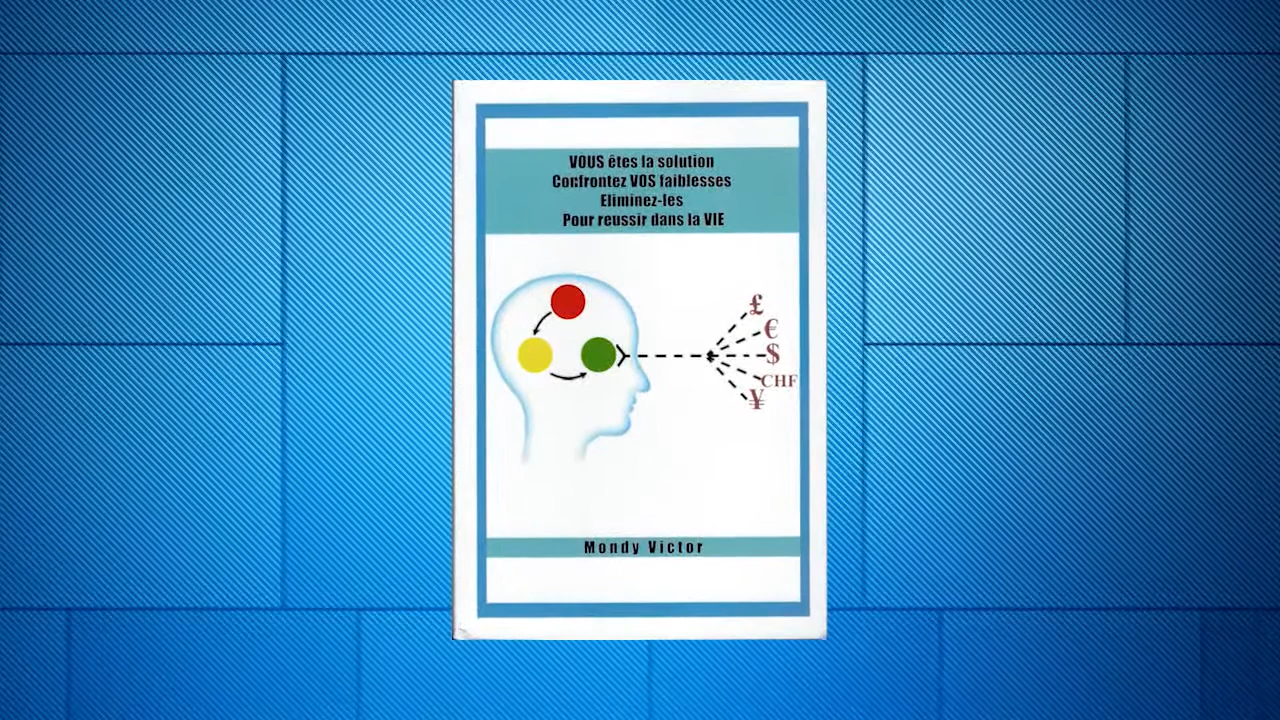 VOUS êtes la solution
Confrontez VOS faiblesses
Eliminez-les
Pour reussir dans la VIE
£
€
$
CHF
¥
Mondy Victor